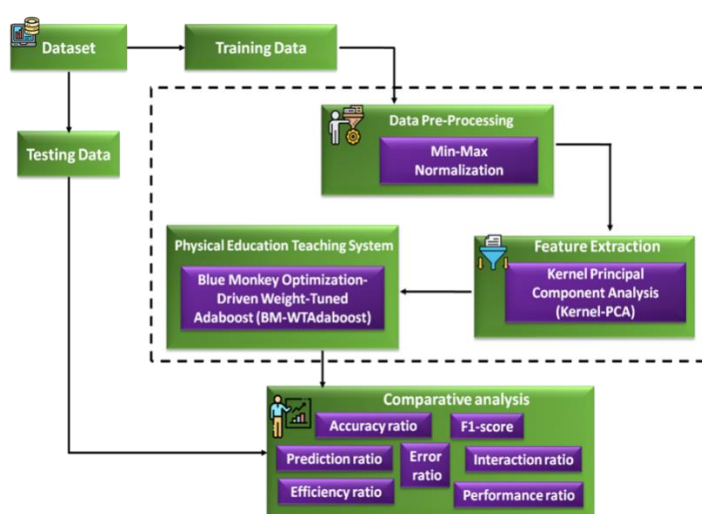 Dataset
Training Data
Testing Data
Data Pre-Processing
Min-Max
Normalization
Feature Extraction
Kernel Principal
Component Analysis
(Kernel-PCA)
Physical Education Teaching System
Blue Monkey Optimization-
Driven Weight-Tuned
Adaboost (BM-WTAdaboost)
Comparative analysis
Accuracy ratio
F1-score
Prediction ratio
Error
ratio
Interaction ratio
Efficiency ratio
Performance ratio